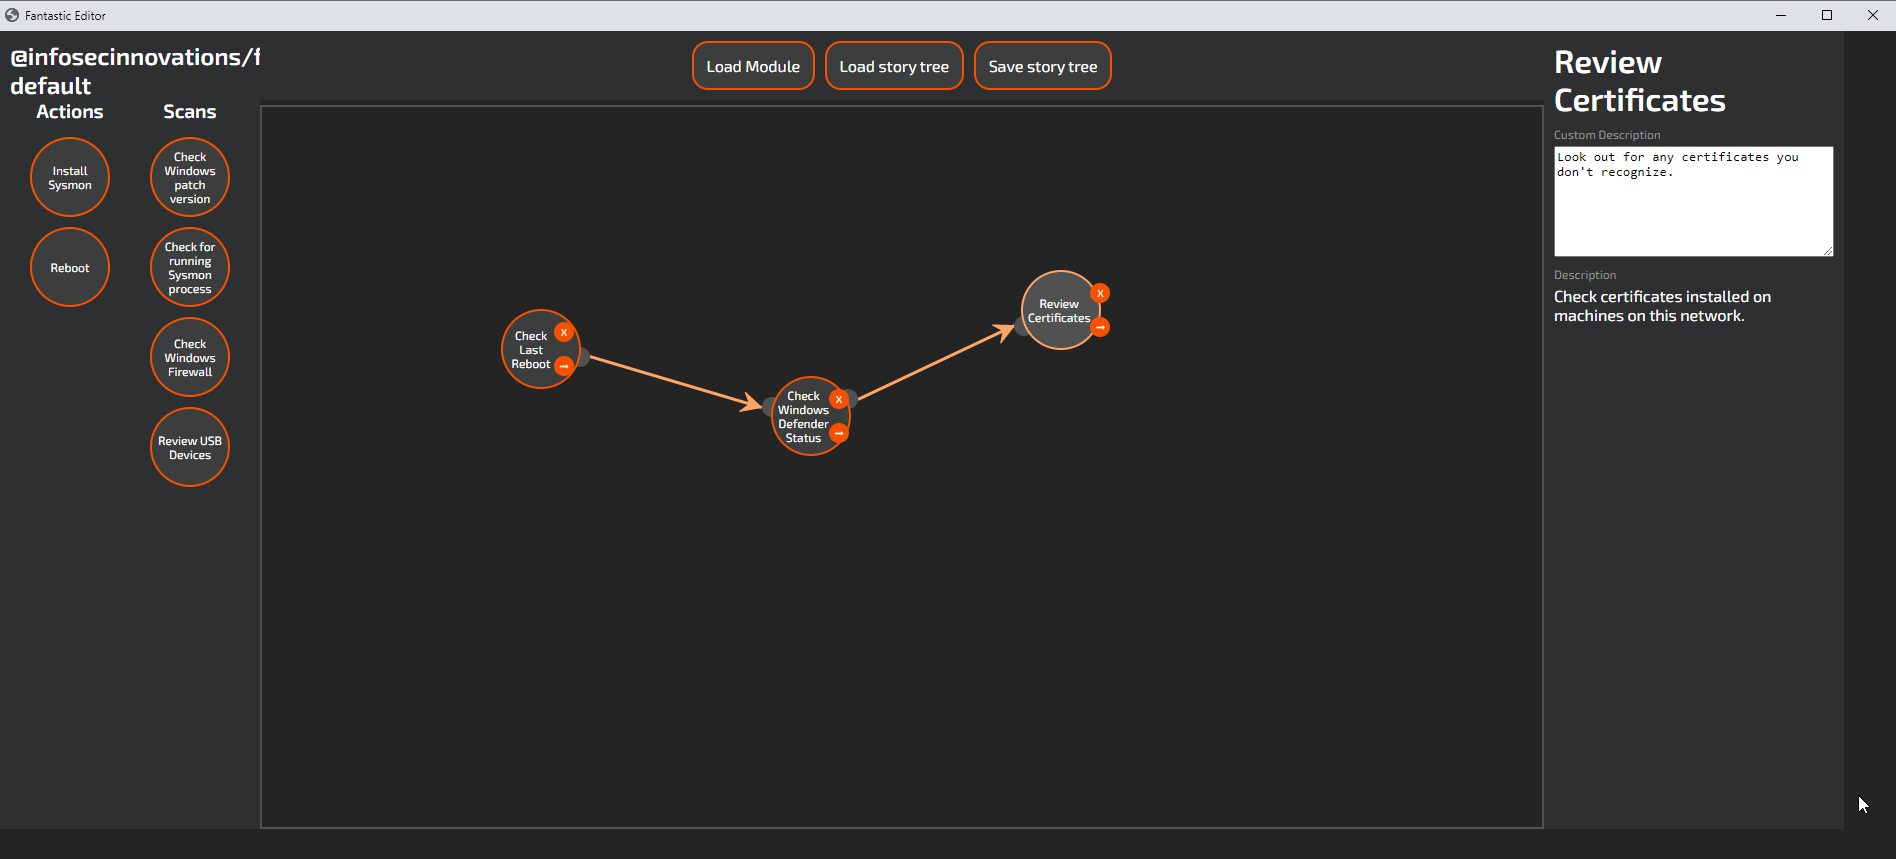 Fantastic Editor
@infosecinnovations/f
default
Actions
Scans
Install
Sysmon
Reboot
Check
Windows
patch
version
Check for
running
Sysmon
process
Check
Windows
Firewall
Review USB
Devices
Load Module
Load story tree
Save story tree
Check
Last
Reboot
X
Check
Windows
Defender
Status
X
Review
Certificates
X
Review
Certificates
Custom Description
Look out for any certificates you
don't recognize.
Description
Check certificates installed on
machines on this network.